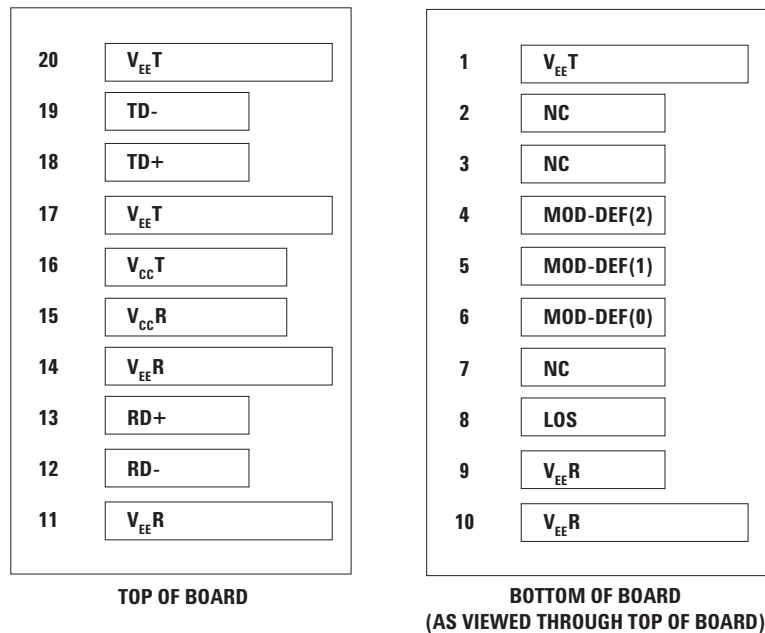 20 VEET
19 TD-
18 TD+
17 VEET
16 VCCT
15 VCCR
14 VEER
13 RD+
12 RD-
11 VEER
TOP OF BOARD
1 VEET
2 NC
3 NC
4 MOD-DEF(2)
5 MOD-DEF(1)
6 MOD-DEF(0)
7 NC
8 LOS
9 VEER
10 VEER
BOTTOM OF BOARD
(AS VIEWED THROUGH TOP OF BOARD)